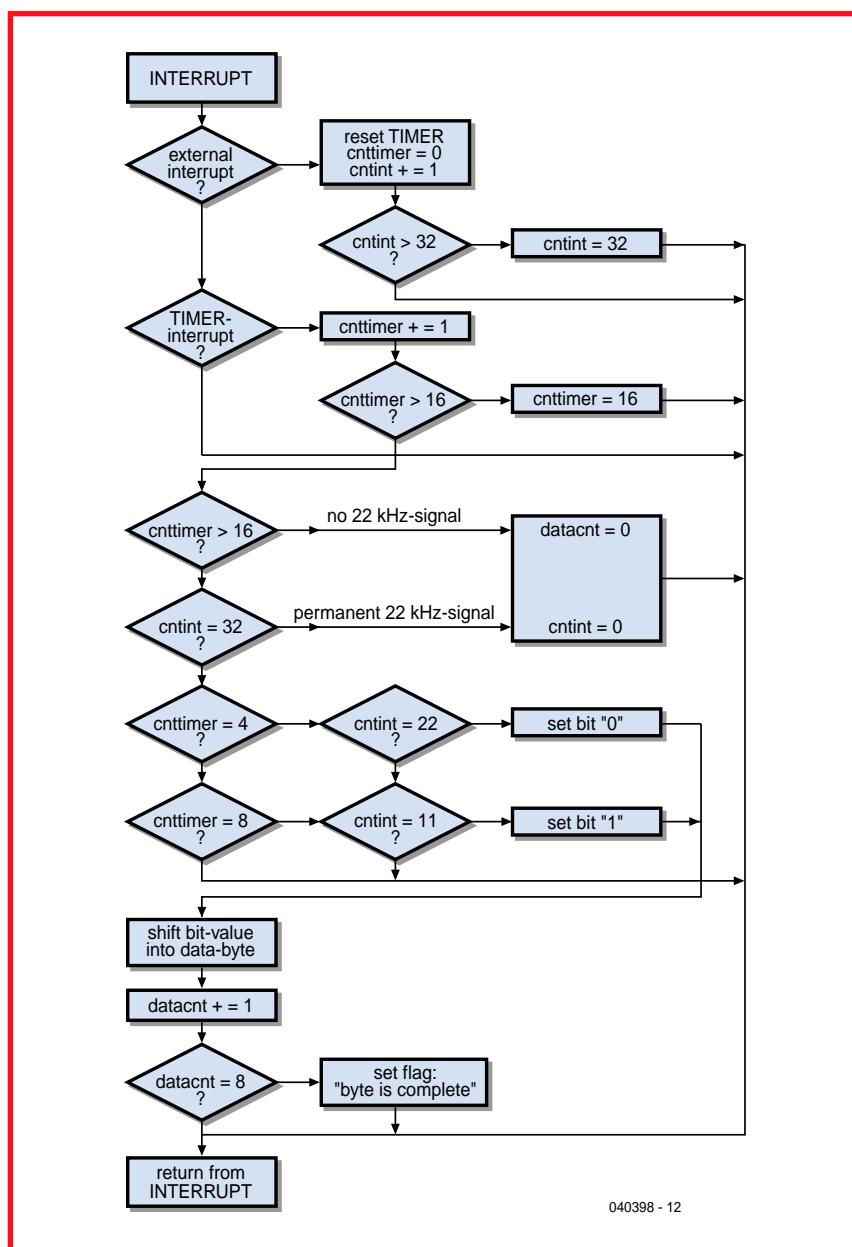 INTERRUPT
external
interrupt
?
reset TIMER
cnttimer = 0
cntint + = 1
cntint > 32
?
cntint = 32
TIMER-
interrupt
?
cnttimer + = 1
cnttimer > 16
?
cnttimer = 16
cnttimer > 16
?
no 22 kHz-signal
datacnt = 0
cntint = 32
?
permanent 22 kHz-signal
cntint = 0
cnttimer = 4
?
cntint = 22
?
set bit "0"
cnttimer = 8
?
cntint = 11
?
set bit "1"
shift bit-value
into data-byte
datacnt + = 1
datacnt = 8
?
set flag:
"byte is complete"
return from
INTERRUPT
040398 - 12